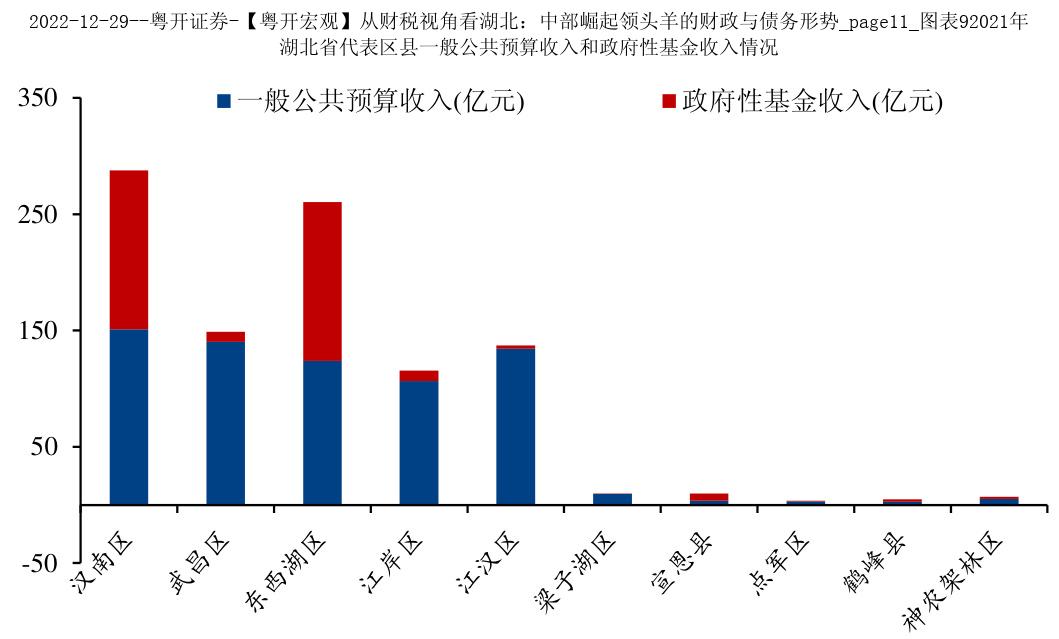 2022-12-29--粤开证券-【粤开宏观】从财税视角看湖北：中部崛起领头羊的财政与债务形势_page11_图表92021年
湖北省代表区县一般公共预算收入和政府性基金收入情况
一般公共预算收入(亿元)
政府性基金收入(亿元)
350
250
150
50
-50
汉南区
武昌区
东西湖区
江岸区
江汉区
梁子湖区
宣恩县
点军区
鹤峰县
神农架林区